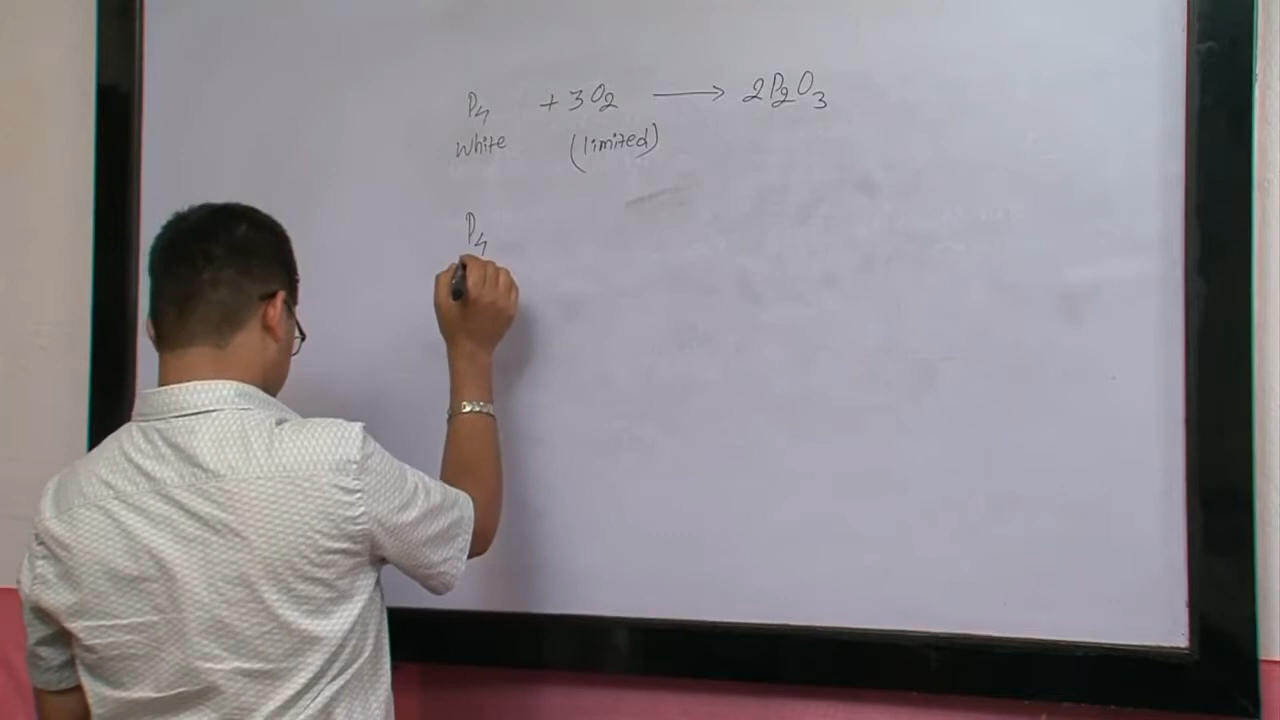 P₄ + 3O₂ ⟶ 2P₂O₃
White (limited)
P₄